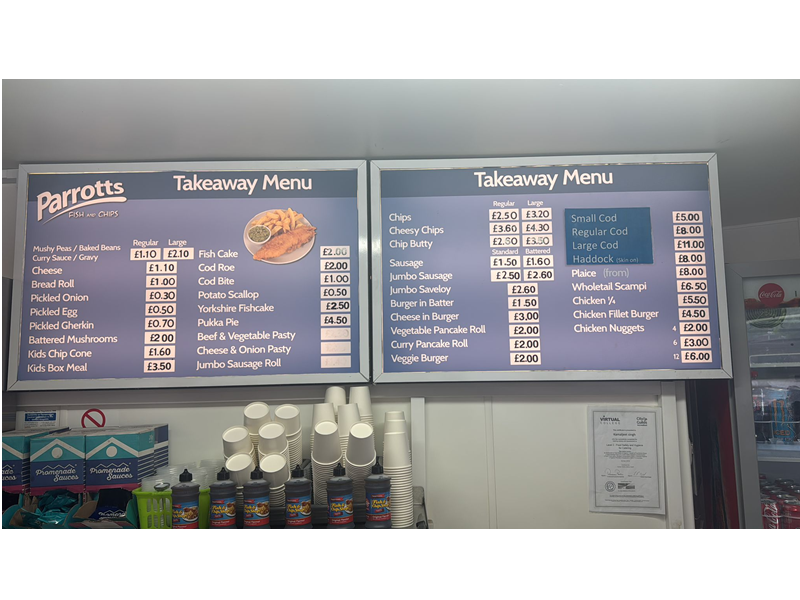 Parrotts
FISH AND CHIPS
Takeaway Menu
Regular Large
Mushy Peas / Baked Beans
Curry Sauce / Gravy £1.10 £2.10
Cheese £1.10
Bread Roll £1.00
Pickled Onion £0.30
Pickled Egg £0.50
Pickled Gherkin £0.70
Battered Mushrooms £2.00
Kids Chip Cone £1.60
Kids Box Meal £3.50
Fish Cake £2.00
Cod Roe £2.00
Cod Bite £1.00
Potato Scallop £0.50
Yorkshire Fishcake £2.50
Pukka Pie £4.50
Beef & Vegetable Pasty
Cheese & Onion Pasty
Jumbo Sausage Roll
Takeaway Menu
Regular Large
Chips £2.50 £3.20
Cheesy Chips £3.60 £4.30
Chip Butty £2.80 £3.50
Standard Battered
Sausage £1.50 £1.60
Jumbo Sausage £2.50 £2.60
Jumbo Saveloy £2.60
Burger in Batter £1.50
Cheese in Burger £3.00
Vegetable Pancake Roll £2.00
Curry Pancake Roll £2.00
Veggie Burger £2.00
Small Cod £5.00
Regular Cod £8.00
Large Cod £11.00
Haddock (Skin on) £8.00
Plaice (from) £8.00
Wholetail Scampi £6.50
Chicken ¼ £5.50
Chicken Fillet Burger £4.50
Chicken Nuggets 4 £2.00
6 £3.00
12 £6.00
Promenade
Sauces
Promenade
Sauces
VIRTUAL
COLLEGE
Coca-Cola